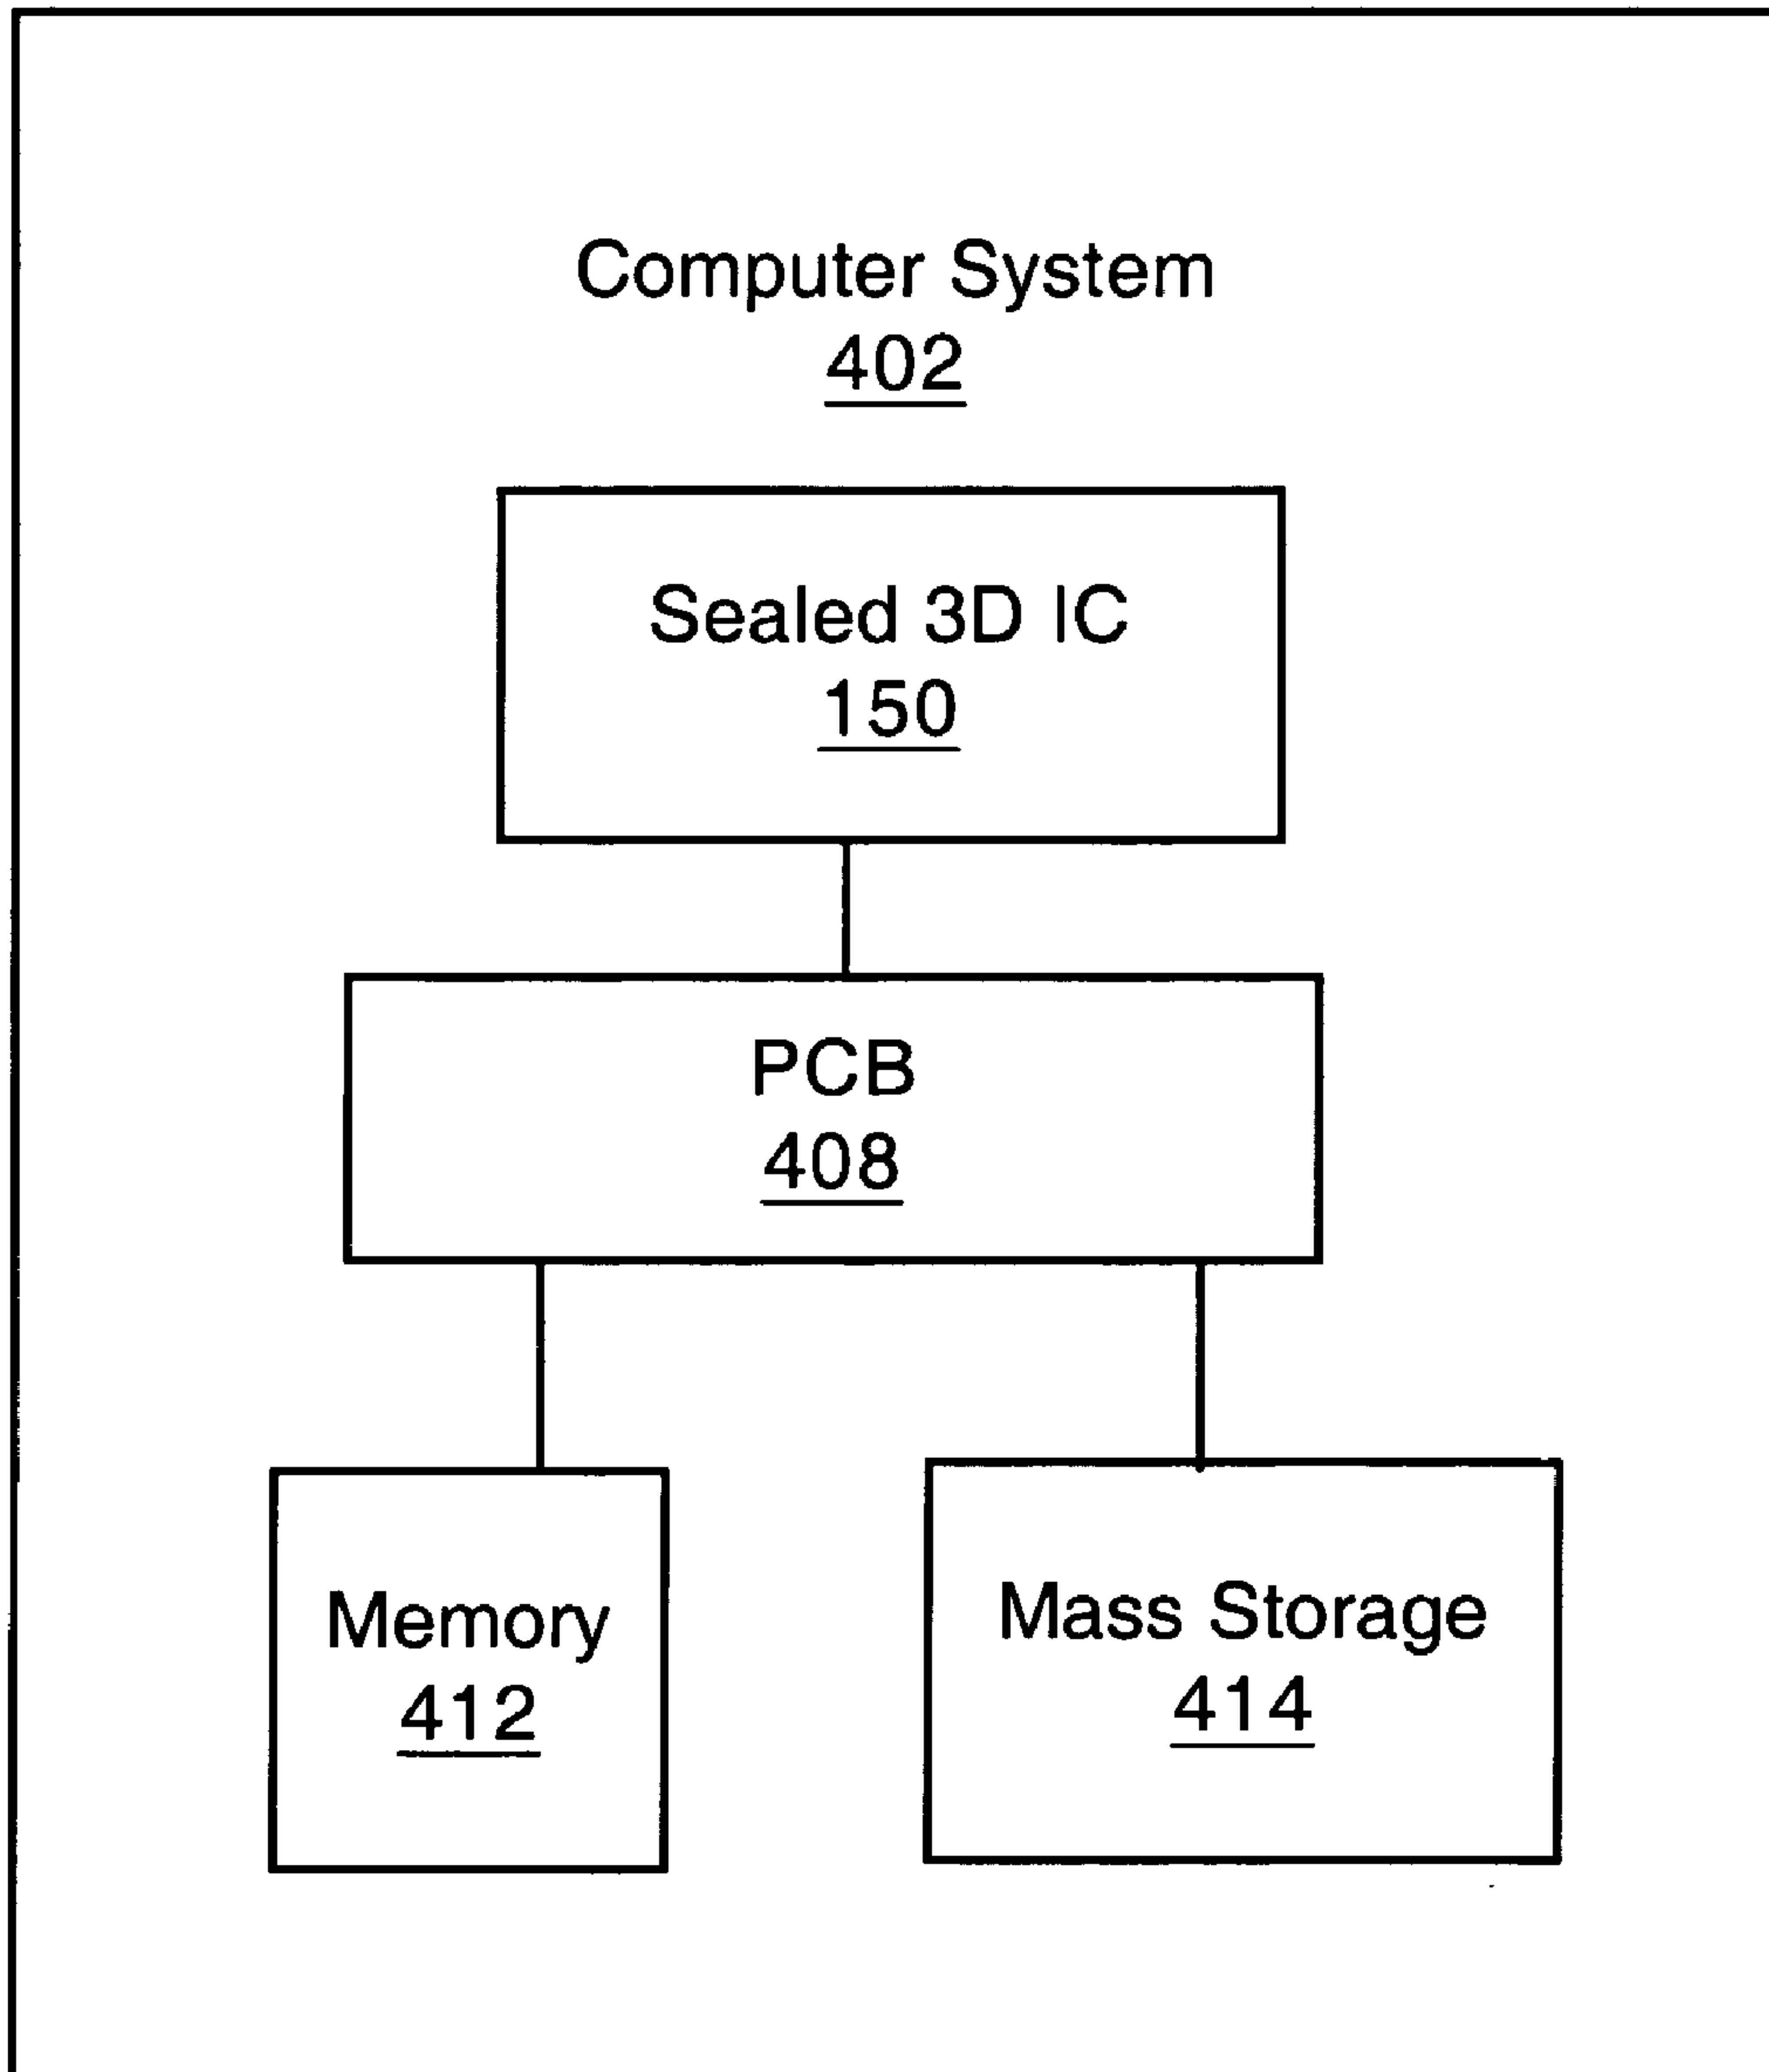 Computer System
402
Sealed 3D IC
150
PCB
408
Memory
412
Mass Storage
414